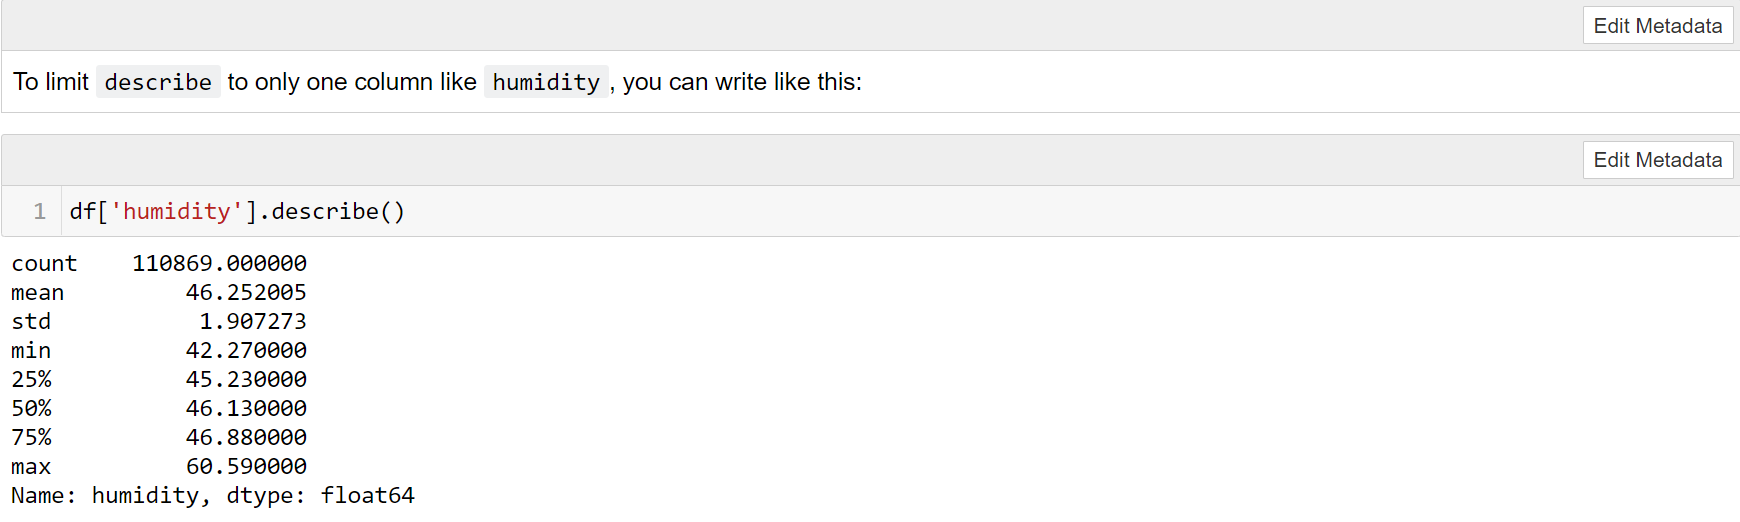 Edit Metadata
To limit describe to only one column like humidity, you can write like this:
Edit Metadata
1 df['humidity'].describe()
count    110869.000000
mean         46.252005
std           1.907273
min          42.270000
25%          45.230000
50%          46.130000
75%          46.880000
max          60.590000
Name: humidity, dtype: float64